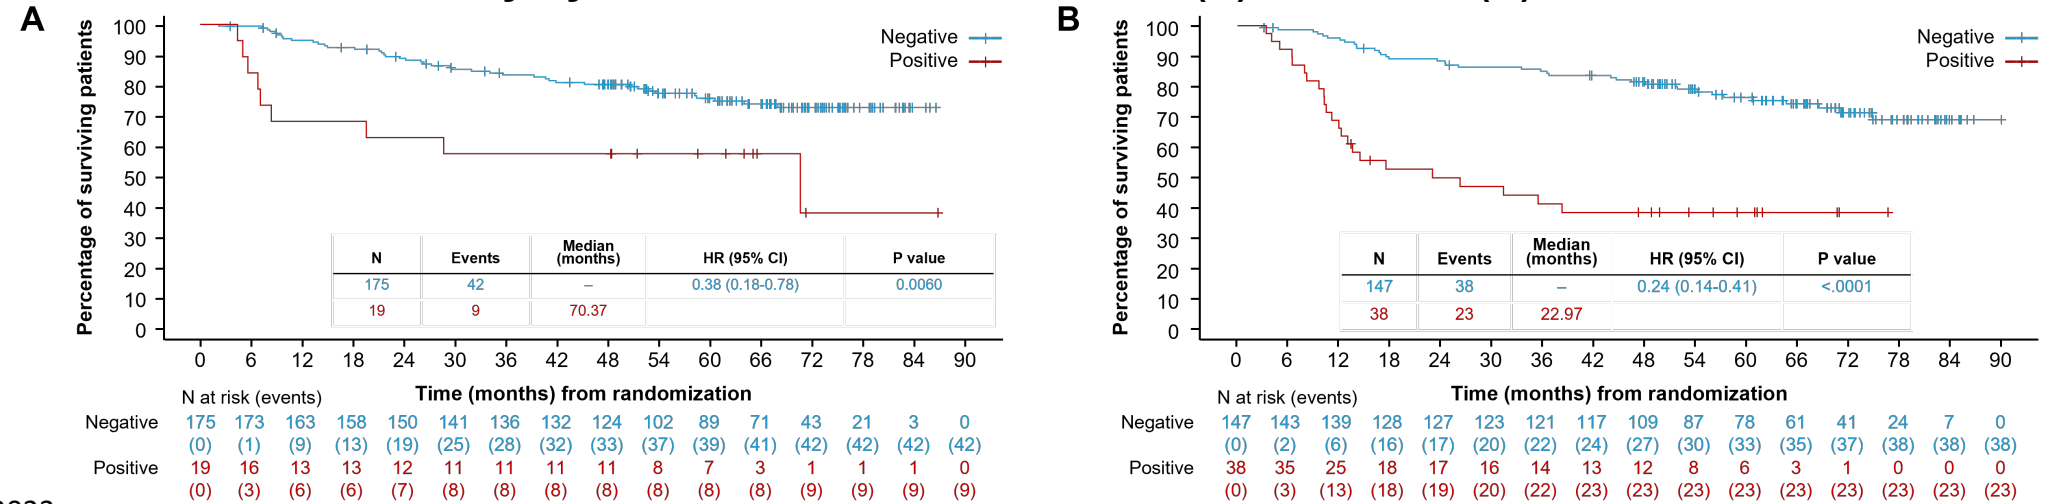 A
Percentage of surviving patients
100
90
80
70
60
50
40
30
20
10
0
Negative
Positive
N Events Median (months) HR (95% CI) P value
175 42 – 0.38 (0.18-0.78) 0.0060
19 9 70.37
0 6 12 18 24 30 36 42 48 54 60 66 72 78 84 90
Time (months) from randomization
N at risk (events)
Negative 175 173 163 158 150 141 136 132 124 102 89 71 43 21 3 0
(0) (1) (9) (13) (19) (25) (28) (32) (33) (37) (39) (41) (42) (42) (42) (42)
Positive 19 16 13 13 12 11 11 11 11 8 7 3 1 1 1 0
(0) (3) (6) (6) (7) (8) (8) (8) (8) (8) (8) (8) (9) (9) (9) (9)
B
Percentage of surviving patients
100
90
80
70
60
50
40
30
20
10
0
Negative
Positive
N Events Median (months) HR (95% CI) P value
147 38 – 0.24 (0.14-0.41) <.0001
38 23 22.97
0 6 12 18 24 30 36 42 48 54 60 66 72 78 84 90
Time (months) from randomization
N at risk (events)
Negative 147 143 139 128 127 123 121 117 109 87 78 61 41 24 7 0
(0) (2) (6) (16) (17) (20) (22) (24) (27) (30) (33) (35) (37) (38) (38) (38)
Positive 38 35 25 18 17 16 14 13 12 8 6 3 1 0 0 0
(0) (3) (13) (18) (19) (20) (22) (23) (23) (23) (23) (23) (23) (23) (23) (23)